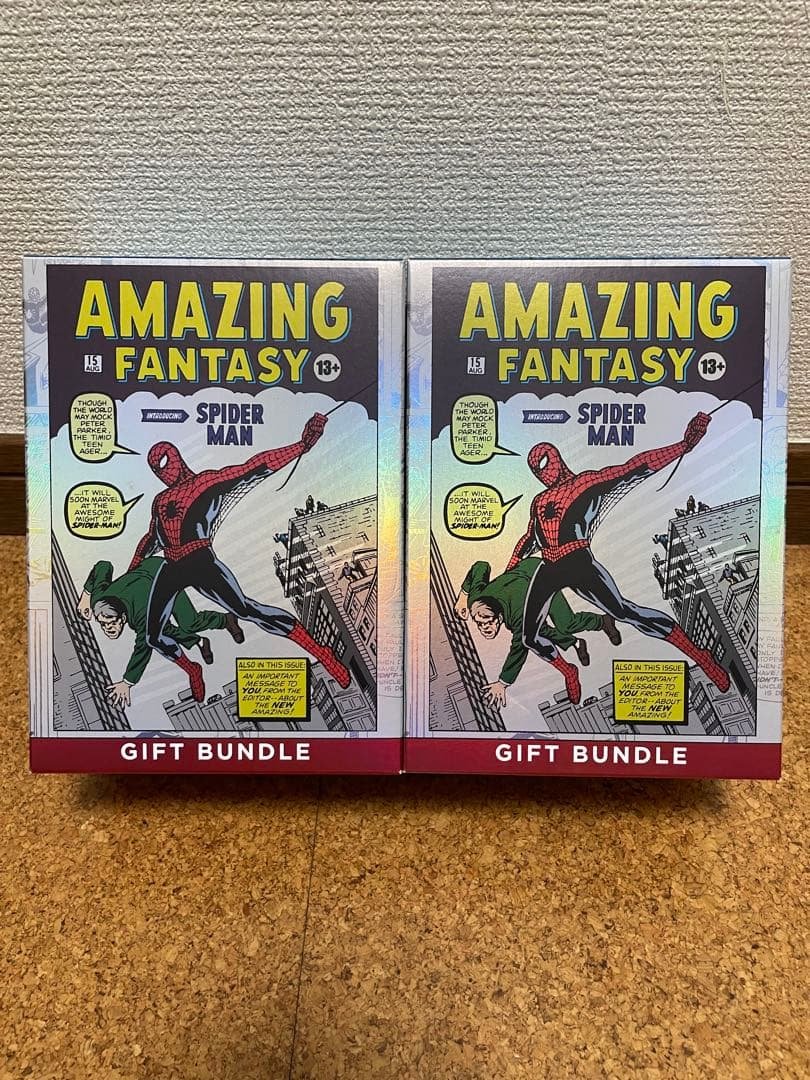 AMAZING
15
AUG
FANTASY
13+
INTRODUCING
SPIDER
MAN
THOUGH
THE WORLD
MAY MOCK
PETER
PARKER,
THE TIMID
TEEN
AGER...
...IT WILL
SOON MARVEL
AT THE
AWESOME
MIGHT OF
SPIDER-MAN!
ALSO IN THIS ISSUE:
AN IMPORTANT
MESSAGE TO
YOU, FROM THE
EDITOR--ABOUT
THE NEW
AMAZING!
GIFT BUNDLE
AMAZING
15
AUG
FANTASY
13+
INTRODUCING
SPIDER
MAN
THOUGH
THE WORLD
MAY MOCK
PETER
PARKER,
THE TIMID
TEEN
AGER...
...IT WILL
SOON MARVEL
AT THE
AWESOME
MIGHT OF
SPIDER-MAN!
ALSO IN THIS ISSUE:
AN IMPORTANT
MESSAGE TO
YOU, FROM THE
EDITOR--ABOUT
THE NEW
AMAZING!
GIFT BUNDLE